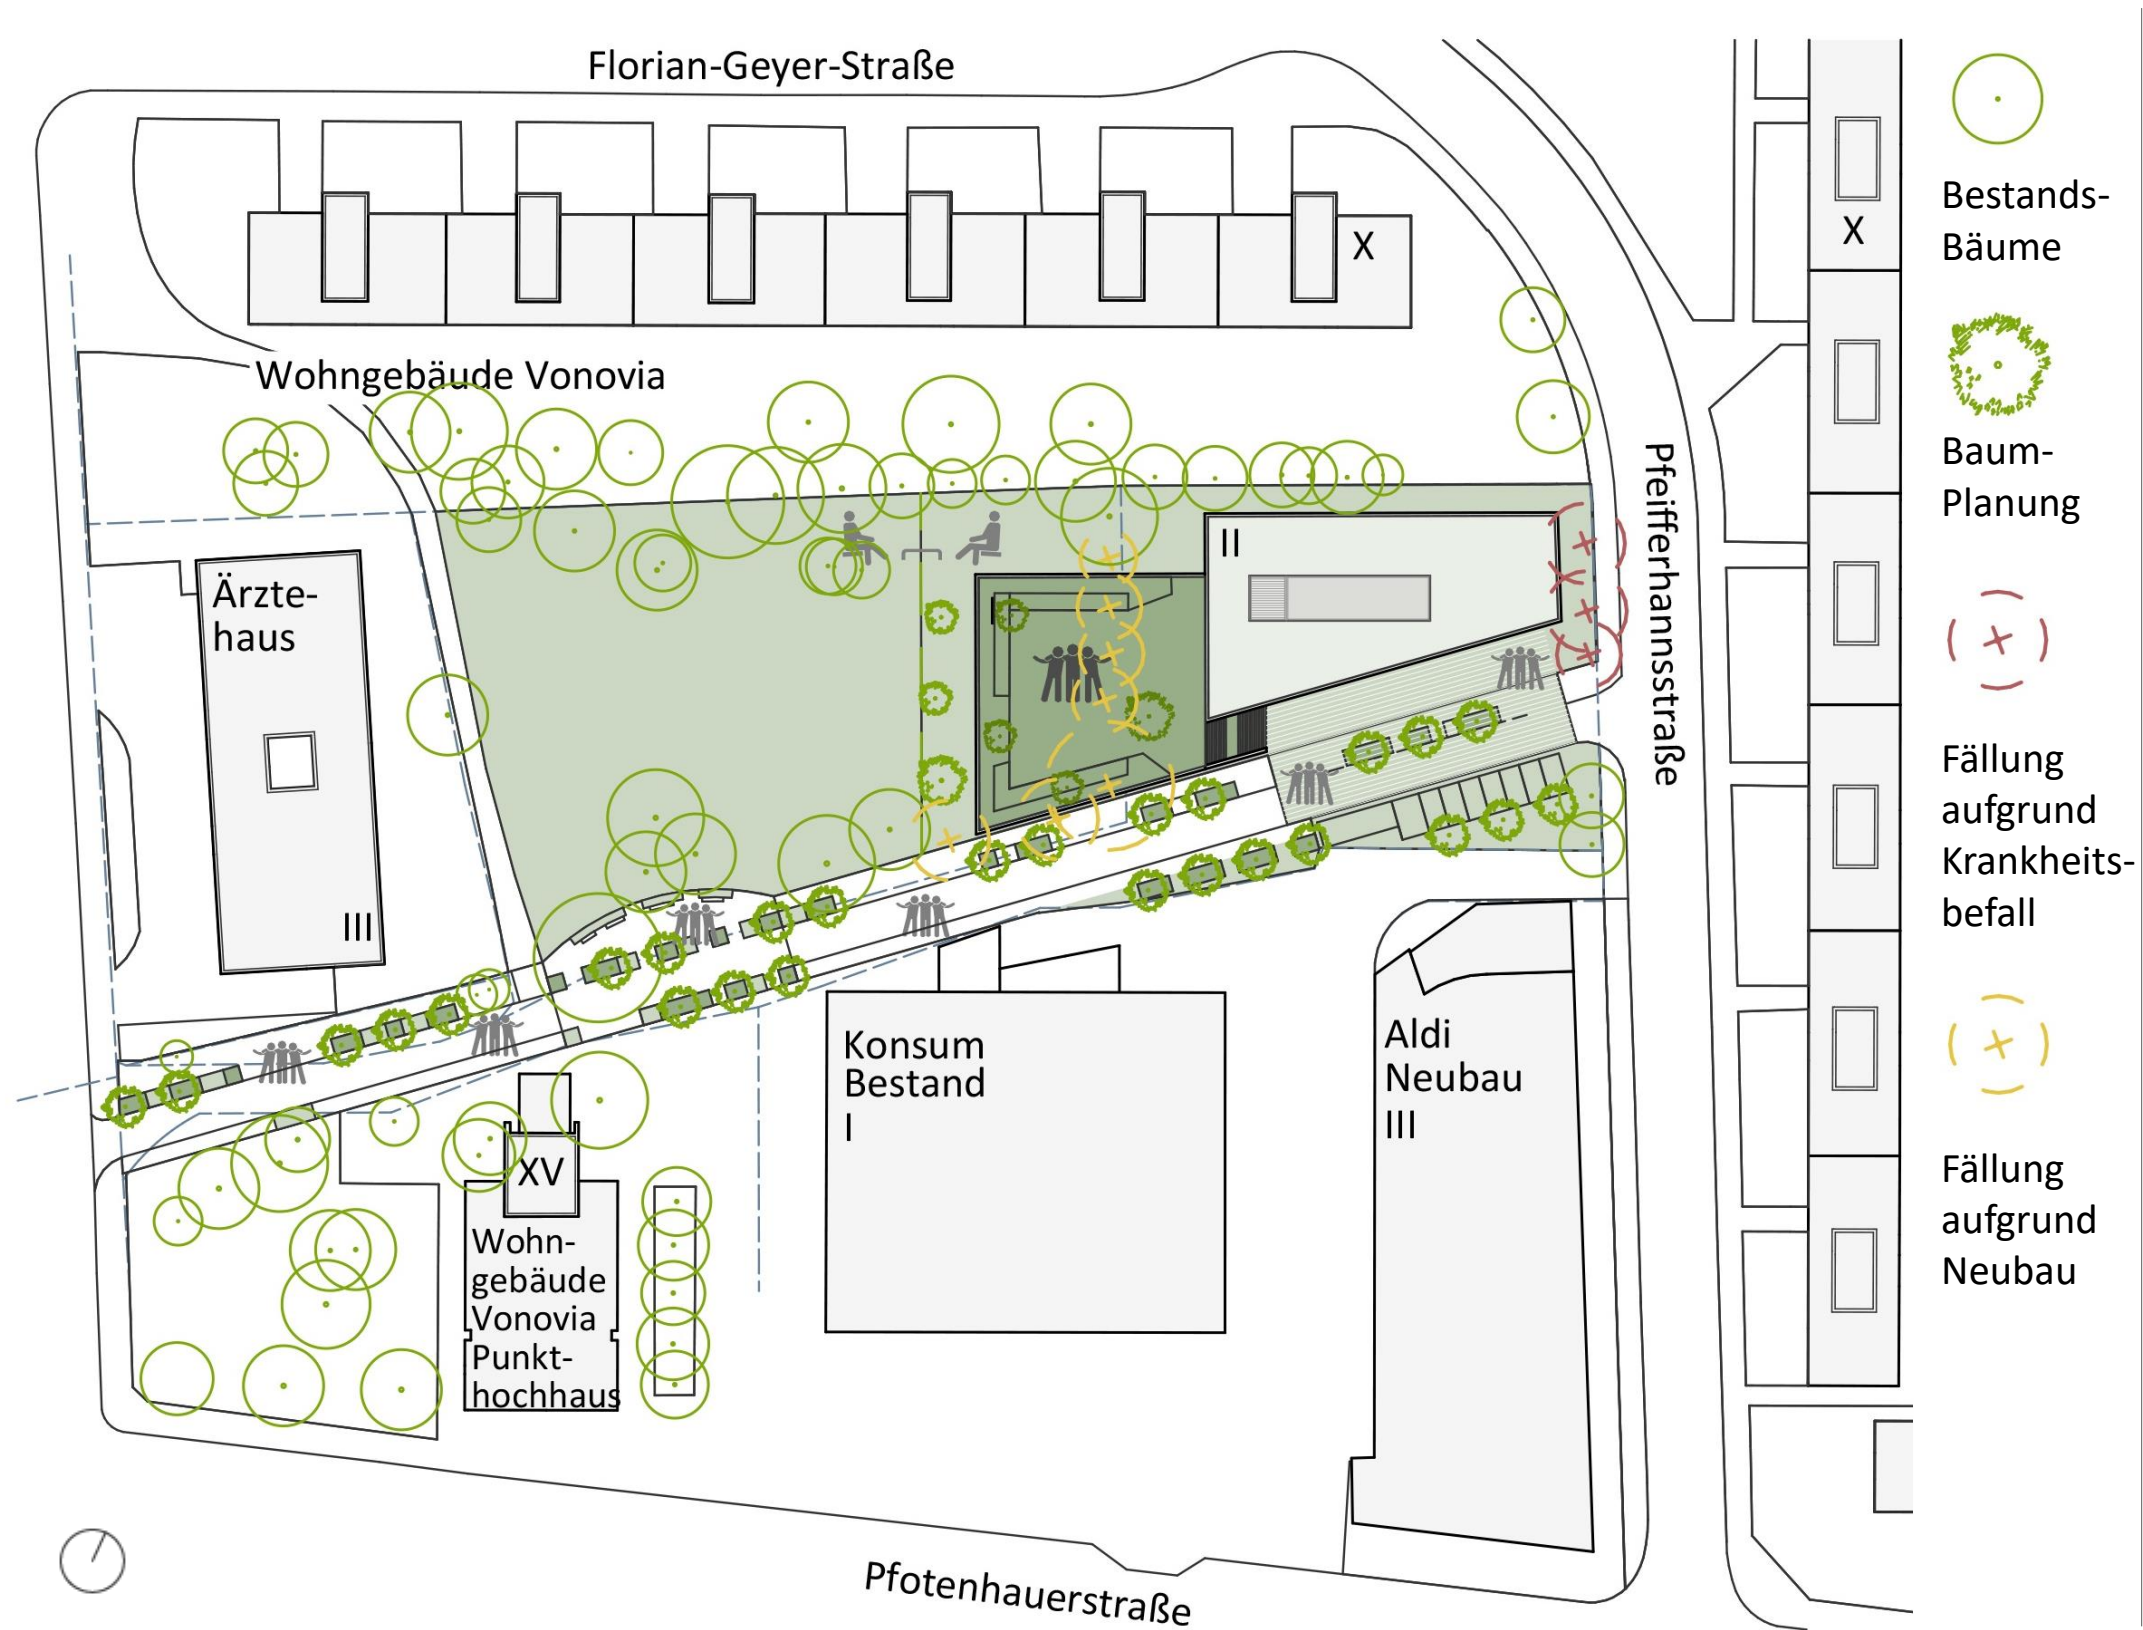 Florian-Geyer-Straße
X
X
Bestands-
Bäume
Wohngebäude Vonovia
Baum-
Planung
Pfeifferhannsstraße
II
Ärzte-
haus
I
III
Fällung
aufgrund
Krankheits-
befall
Konsum
Bestand
I
Aldi
Neubau
III
XV
Wohn-
gebäude
Vonovia
Punkt-
hochhaus
Fällung
aufgrund
Neubau
Pfotenhauerstraße